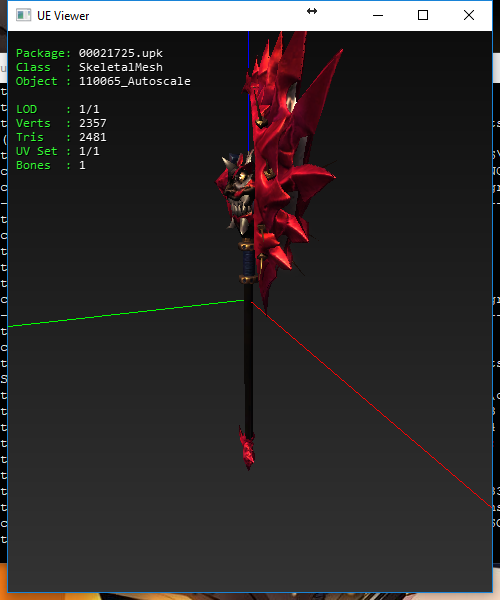 UE Viewer
Package: 00021725.upk
Class : SkeletalMesh
Object : 110065_Autoscale
LOD : 1/1
Verts : 2357
Tris : 2481
UV Set : 1/1
Bones : 1